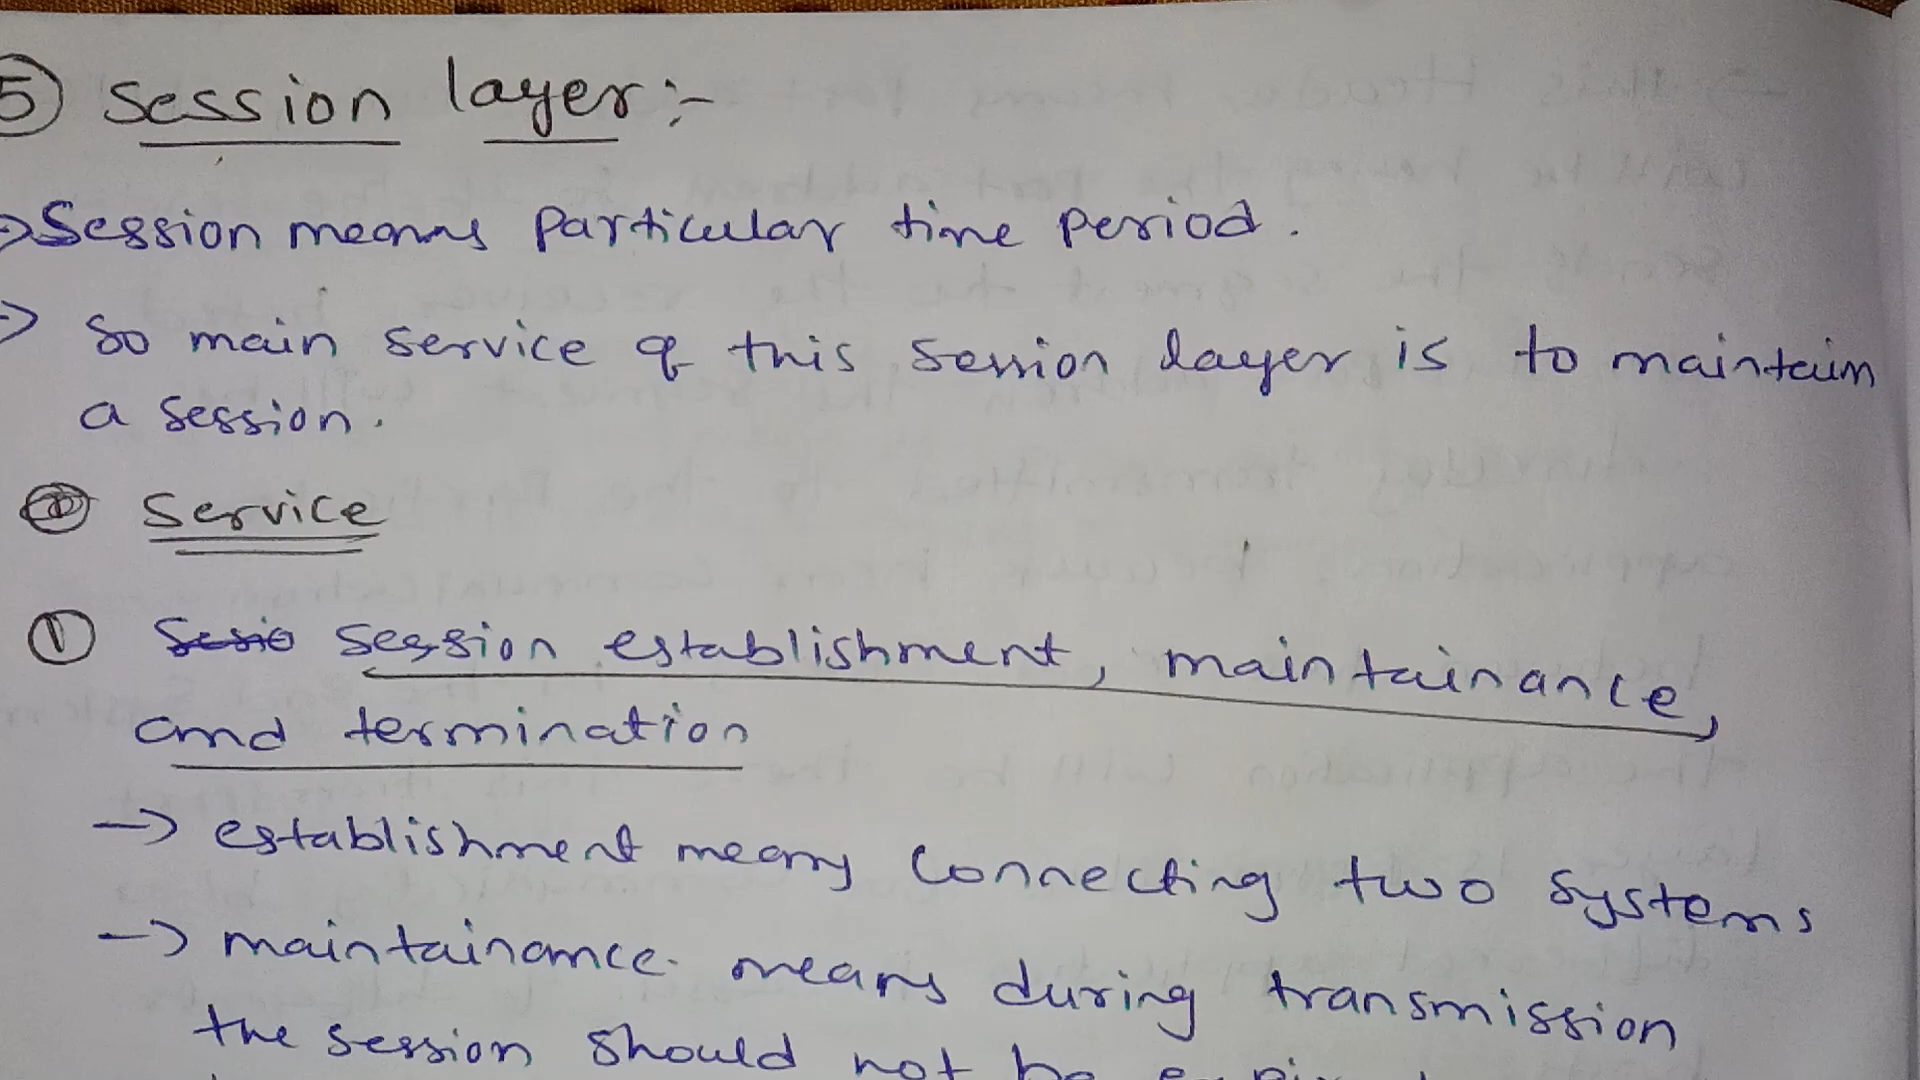 5 Session layer:-
→ Session means particular time period.
→ So main service of this session layer is to maintain
a session.
Service
① Sesio Session establishment, maintainance,
and termination
→ establishment means connecting two systems
→ maintainance means during transmission
the session should not be